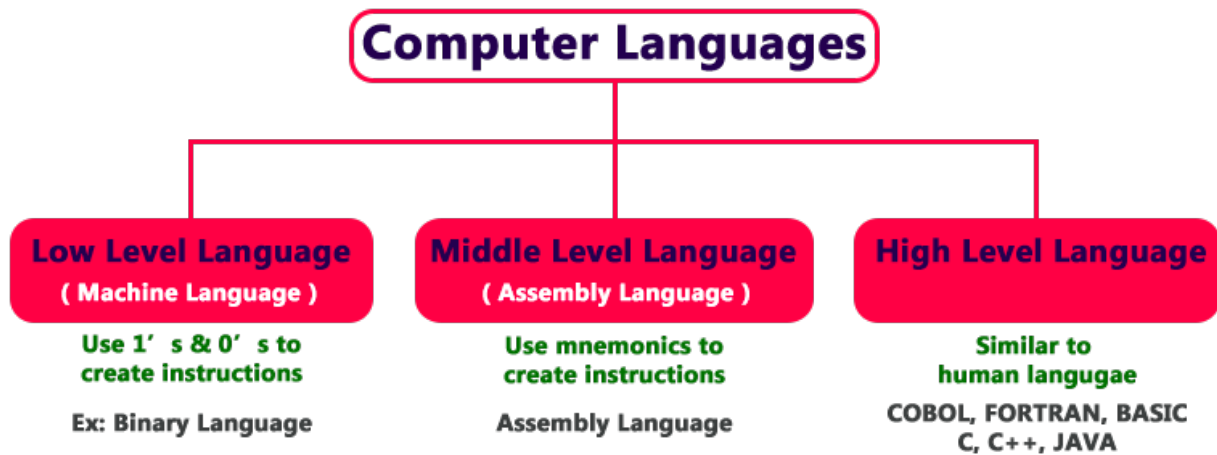 Computer Languages
Low Level Language
( Machine Language )
Use 1′ s & 0′ s to
create instructions
Ex: Binary Language
Middle Level Language
( Assembly Language )
Use mnemonics to
create instructions
Assembly Language
High Level Language
Similar to
human langugae
COBOL, FORTRAN, BASIC
C, C++, JAVA